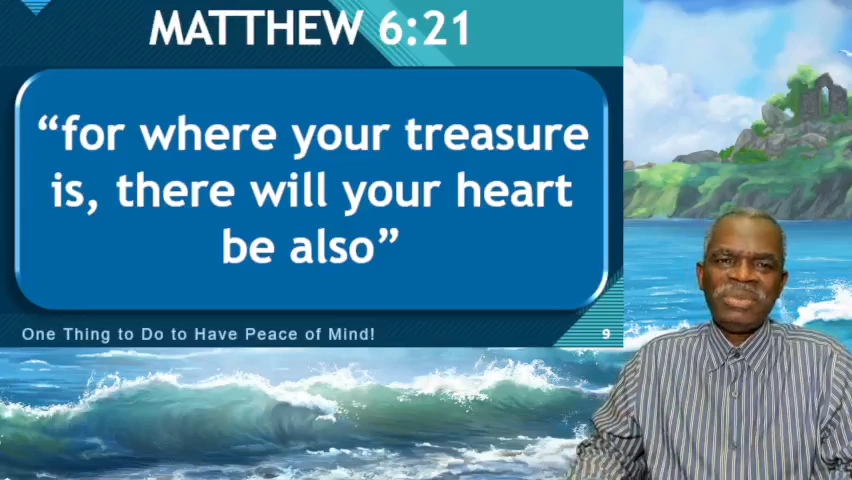 MATTHEW 6:21
“for where your treasure
is, there will your heart
be also”
One Thing to Do to Have Peace of Mind!
9